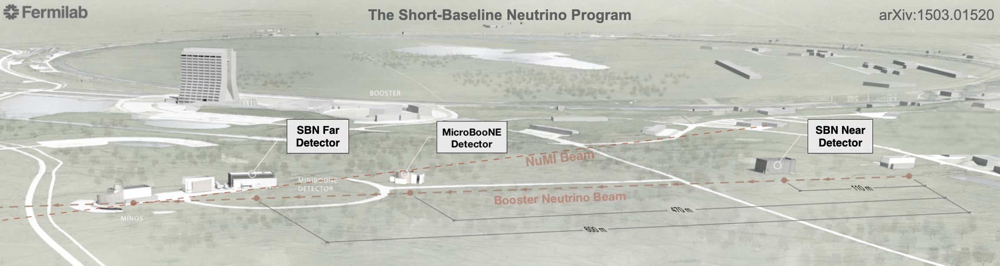 Fermilab
The Short-Baseline Neutrino Program
arXiv:1503.01520
BOOSTER
SBN Far
Detector
MicroBooNE
Detector
SBN Near
Detector
NuMI Beam
MINIBOONE
DETECTOR
110 m
Booster Neutrino Beam
470 m
MINOS
600 m